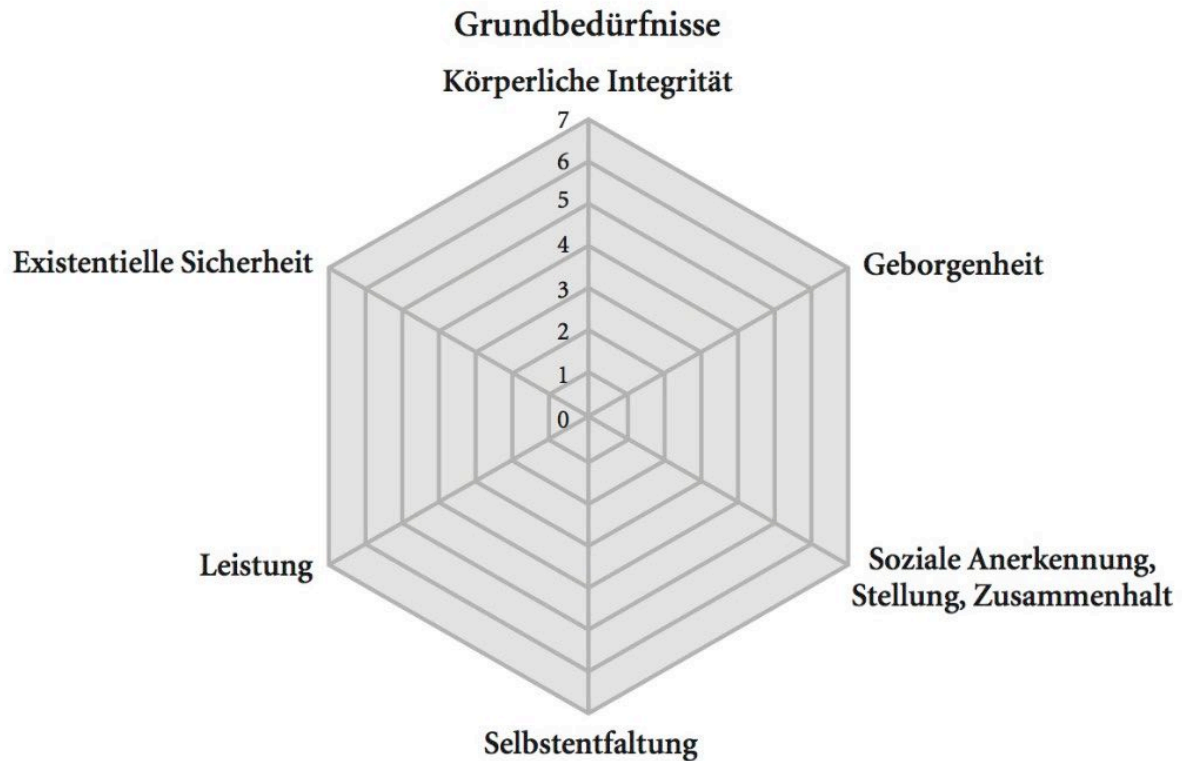 Grundbedürfnisse
Körperliche Integrität
7
6
5
4
3
2
1
0
Existentielle Sicherheit
Geborgenheit
Leistung
Soziale Anerkennung,
Stellung, Zusammenhalt
Selbstentfaltung